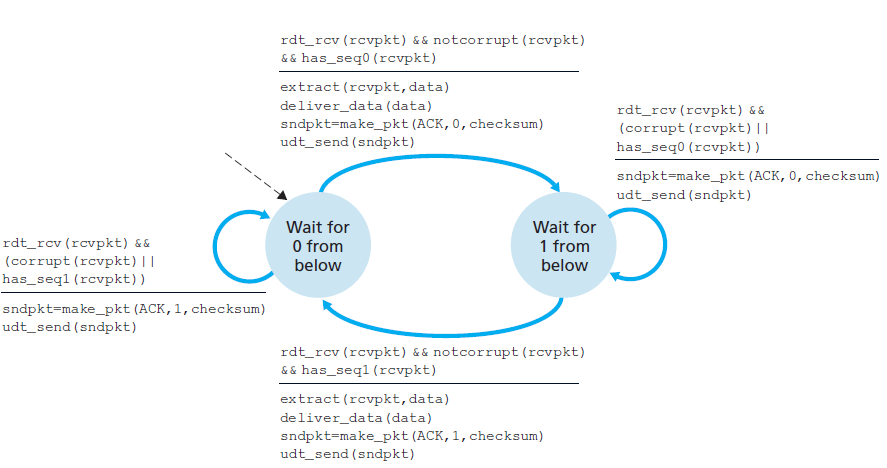 rdt_rcv(rcvpkt) && notcorrupt(rcvpkt)
&& has_seq0(rcvpkt)
extract(rcvpkt,data)
deliver_data(data)
sndpkt=make_pkt(ACK,0,checksum)
udt_send(sndpkt)
rdt_rcv(rcvpkt) &&
(corrupt(rcvpkt)||
has_seq0(rcvpkt))
sndpkt=make_pkt(ACK,0,checksum)
udt_send(sndpkt)
Wait for
0 from
below
Wait for
1 from
below
rdt_rcv(rcvpkt) &&
(corrupt(rcvpkt)||
has_seq1(rcvpkt))
sndpkt=make_pkt(ACK,1,checksum)
udt_send(sndpkt)
rdt_rcv(rcvpkt) && notcorrupt(rcvpkt)
&& has_seq1(rcvpkt)
extract(rcvpkt,data)
deliver_data(data)
sndpkt=make_pkt(ACK,1,checksum)
udt_send(sndpkt)